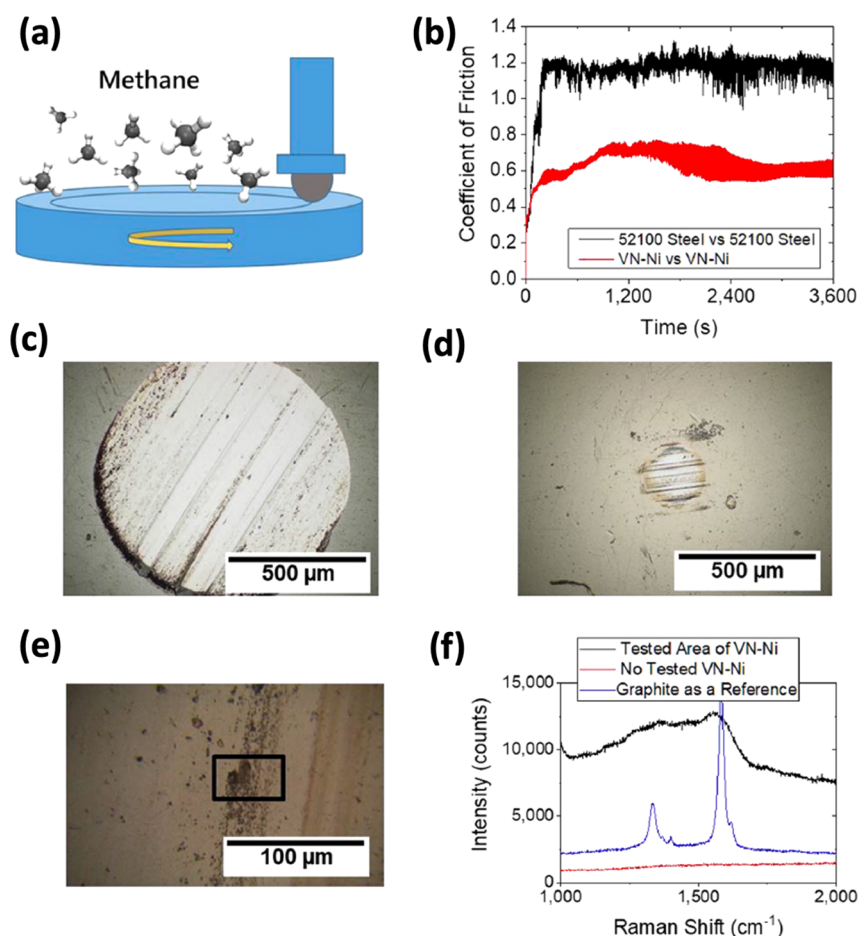 (a)
Methane
(b)
Coefficient of Friction
1.4
1.2
1.0
0.8
0.6
0.4
0.2
0.0
52100 Steel vs 52100 Steel
VN-Ni vs VN-Ni
0
1,200
2,400
3,600
Time (s)
(c)
500 µm
(d)
500 µm
(e)
100 µm
(f)
Tested Area of VN-Ni
No Tested VN-Ni
Graphite as a Reference
Intensity (counts)
15,000
10,000
5,000
0
1,000
1,500
2,000
Raman Shift (cm⁻¹)